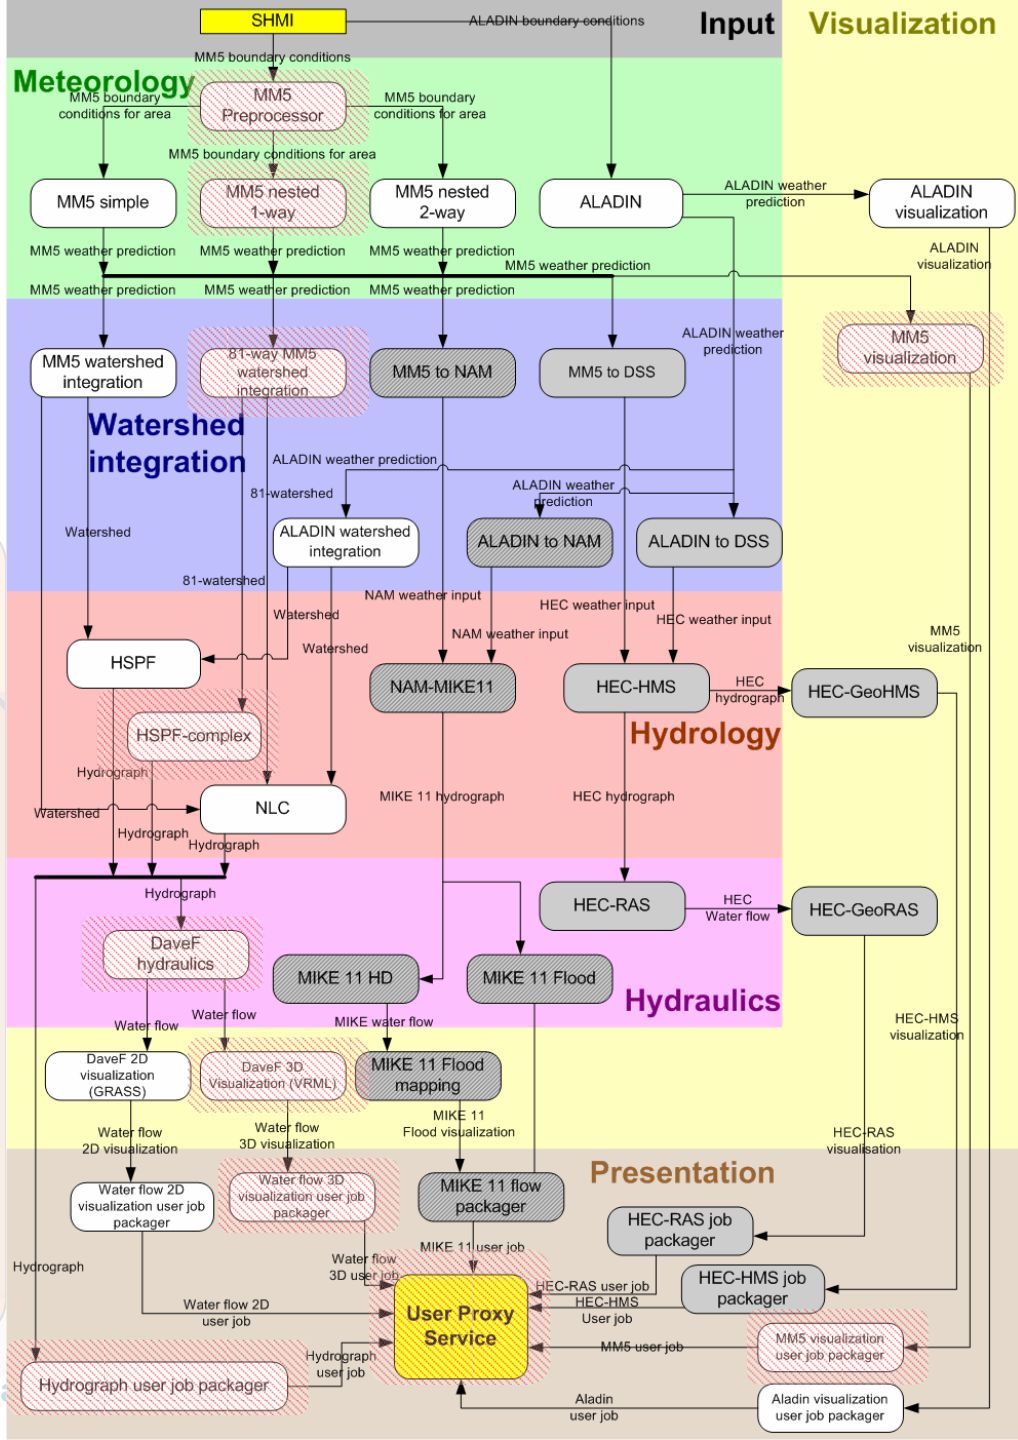 SHMI
ALADIN boundary conditions
Input
Visualization
MM5 boundary conditions
Meteorology
MM5
Preprocessor
MM5 boundary
conditions for area
MM5 boundary
conditions for area
MM5 boundary conditions for area
MM5 simple
MM5 nested
1-way
MM5 nested
2-way
ALADIN
ALADIN weather
prediction
ALADIN
visualization
MM5 weather prediction
MM5 weather prediction
MM5 weather prediction
MM5 weather prediction
ALADIN
visualization
MM5 weather prediction
MM5 weather prediction
MM5 weather prediction
ALADIN weather
prediction
MM5
visualization
MM5 watershed
integration
81-way MM5
watershed
integration
MM5 to NAM
MM5 to DSS
Watershed
integration
ALADIN weather prediction
81-watershed
ALADIN weather
prediction
Watershed
ALADIN watershed
integration
ALADIN to NAM
ALADIN to DSS
81-watershed
NAM weather input
HEC weather input
Watershed
HEC weather input
NAM weather input
Watershed
MM5
visualization
HSPF
NAM-MIKE11
HEC-HMS
HEC
hydrograph
HEC-GeoHMS
HSPF-complex
Hydrology
Hydrograph
MIKE 11 hydrograph
HEC hydrograph
Watershed
NLC
Hydrograph
Hydrograph
Hydrograph
HEC-RAS
HEC
Water flow
HEC-GeoRAS
DaveF
hydraulics
MIKE 11 HD
MIKE 11 Flood
Hydraulics
Water flow
Water flow
MIKE water flow
HEC-HMS
visualization
DaveF 2D
visualization
(GRASS)
DaveF 3D
Visualization (VRML)
MIKE 11 Flood
mapping
Water flow
2D visualization
Water flow
3D visualization
MIKE 11
Flood visualization
HEC-RAS
visualisation
Presentation
Water flow 2D
visualization user job
packager
Water flow 3D
visualization user job
packager
MIKE 11 flow
packager
HEC-RAS job
packager
MIKE 11 user job
Hydrograph
Water flow
3D user job
HEC-RAS user job
HEC-HMS job
packager
Water flow 2D
user job
User Proxy
Service
HEC-HMS
User job
MM5 user job
MM5 visualization
user job packager
Hydrograph
user job
Hydrograph user job packager
Aladin
user job
Aladin visualization
user job packager